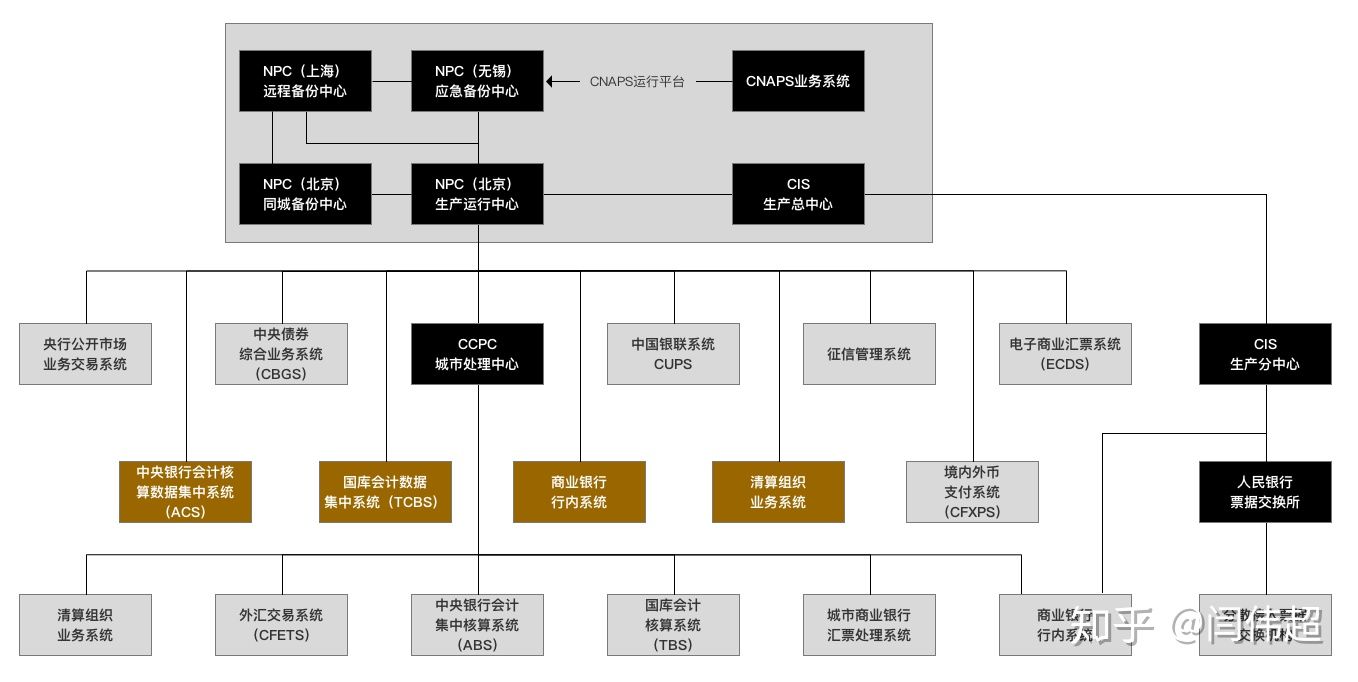 NPC（上海）
远程备份中心
NPC（无锡）
应急备份中心
CNAPS运行平台
CNAPS业务系统
NPC（北京）
同城备份中心
NPC（北京）
生产运行中心
CIS
生产总中心
央行公开市场
业务交易系统
中央债券
综合业务系统
（CBGS）
CCPC
城市处理中心
中国银联系统
CUPS
征信管理系统
电子商业汇票系统
（ECDS）
CIS
生产分中心
中央银行会计核
算数据集中系统
（ACS）
国库会计数据
集中系统（TCBS）
商业银行
行内系统
清算组织
业务系统
境内外币
支付系统
（CFXPS）
人民银行
票据交换所
清算组织
业务系统
外汇交易系统
（CFETS）
中央银行会计
集中核算系统
（ABS）
国库会计
核算系统
（TBS）
城市商业银行
汇票处理系统
商业银行
行内系统
交换机构
知乎 @闫伟超